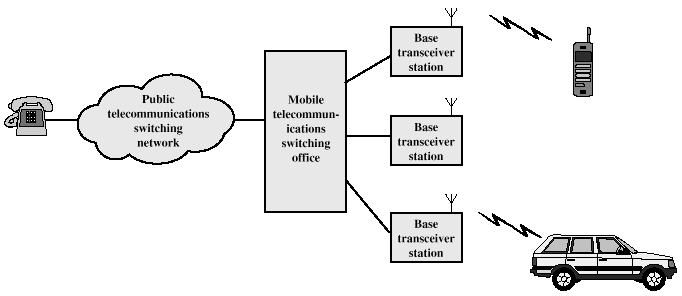 Public
telecommunications
switching
network
Mobile
telecommun-
ications
switching
office
Base
transceiver
station
Base
transceiver
station
Base
transceiver
station